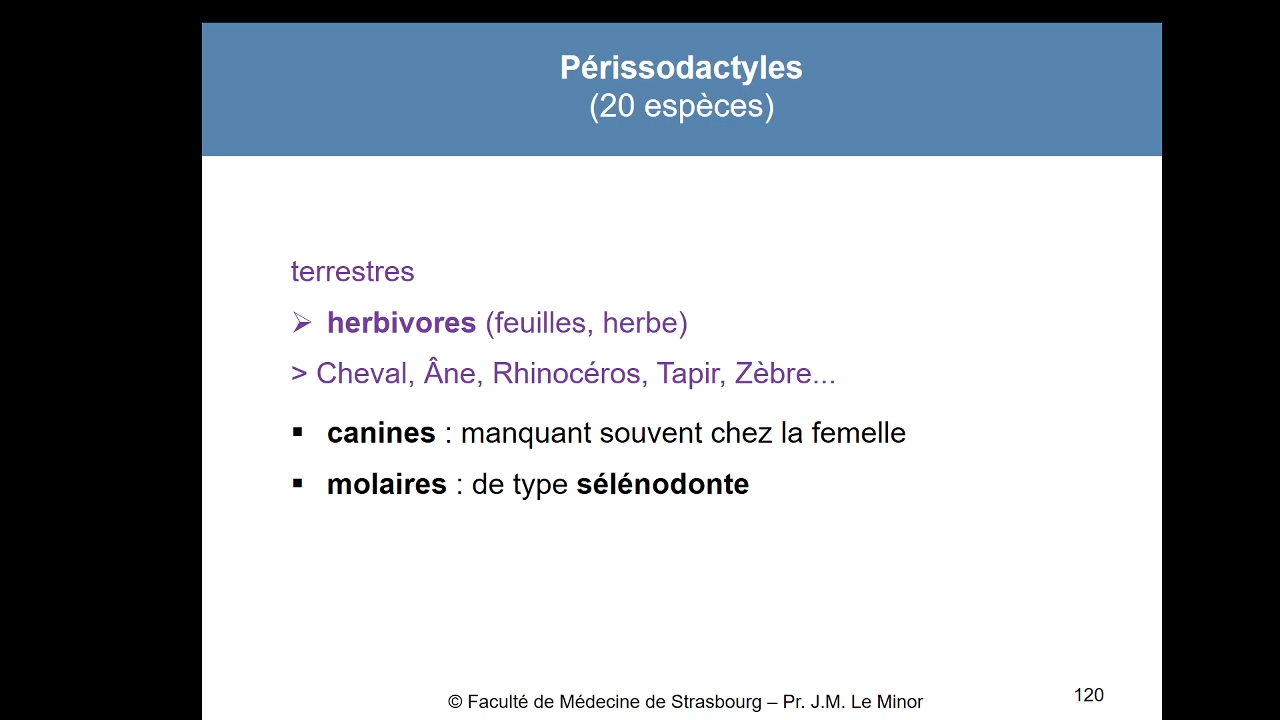 Périssodactyles
(20 espèces)
terrestres
➢ herbivores (feuilles, herbe)
> Cheval, Âne, Rhinocéros, Tapir, Zèbre...
▪ canines : manquant souvent chez la femelle
▪ molaires : de type sélénodonte
© Faculté de Médecine de Strasbourg – Pr. J.M. Le Minor
120